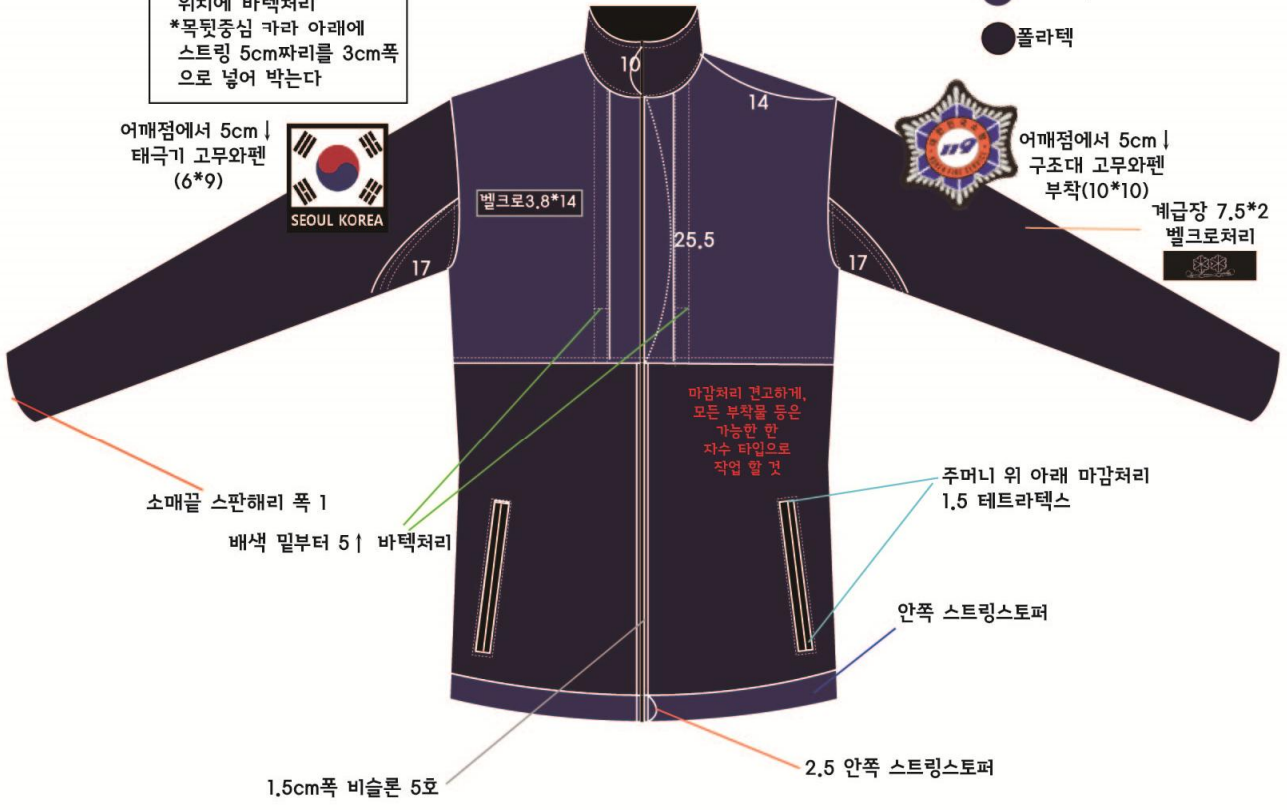 위치에 바텍처리
*목뒷중심 카라 아래에
스트링 5cm짜리를 3cm폭
으로 넣어 박는다
폴라텍
10
14
어깨점에서 5cm↓
태극기 고무와펜
(6*9)
SEOUL KOREA
벨크로3.8*14
25.5
17
17
119
어깨점에서 5cm↓
구조대 고무와펜
부착(10*10)
계급장 7.5*2
벨크로처리
마감처리 견고하게,
모든 부착물 등은
가능한 한
자수 타입으로
작업 할 것
소매끝 스판해리 폭 1
배색 밑부터 5↑ 바텍처리
주머니 위 아래 마감처리
1.5 테트라텍스
안쪽 스트링스토퍼
2.5 안쪽 스트링스토퍼
1.5cm폭 비슬론 5호